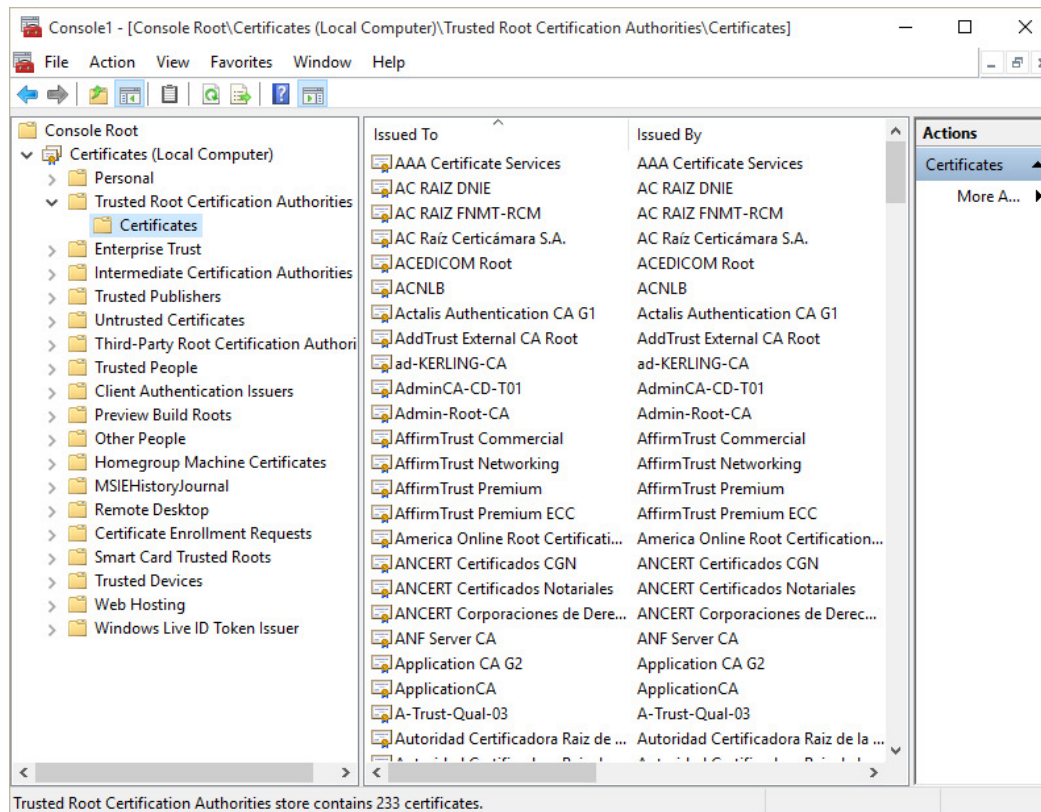 Console1 - [Console Root\Certificates (Local Computer)\Trusted Root Certification Authorities\Certificates]
File Action View Favorites Window Help
Console Root
Certificates (Local Computer)
Personal
Trusted Root Certification Authorities
Certificates
Enterprise Trust
Intermediate Certification Authorities
Trusted Publishers
Untrusted Certificates
Third-Party Root Certification Authori
Trusted People
Client Authentication Issuers
Preview Build Roots
Other People
Homegroup Machine Certificates
MSIEHistoryJournal
Remote Desktop
Certificate Enrollment Requests
Smart Card Trusted Roots
Trusted Devices
Web Hosting
Windows Live ID Token Issuer
Issued To Issued By
AAA Certificate Services AAA Certificate Services
AC RAIZ DNIE AC RAIZ DNIE
AC RAIZ FNMT-RCM AC RAIZ FNMT-RCM
AC Raíz Certicámara S.A. AC Raíz Certicámara S.A.
ACEDICOM Root ACEDICOM Root
ACNLB ACNLB
Actalis Authentication CA G1 Actalis Authentication CA G1
AddTrust External CA Root AddTrust External CA Root
ad-KERLING-CA ad-KERLING-CA
AdminCA-CD-T01 AdminCA-CD-T01
Admin-Root-CA Admin-Root-CA
AffirmTrust Commercial AffirmTrust Commercial
AffirmTrust Networking AffirmTrust Networking
AffirmTrust Premium AffirmTrust Premium
AffirmTrust Premium ECC AffirmTrust Premium ECC
America Online Root Certificati... America Online Root Certification...
ANCERT Certificados CGN ANCERT Certificados CGN
ANCERT Certificados Notariales ANCERT Certificados Notariales
ANCERT Corporaciones de Dere... ANCERT Corporaciones de Derec...
ANF Server CA ANF Server CA
Application CA G2 Application CA G2
ApplicationCA ApplicationCA
A-Trust-Qual-03 A-Trust-Qual-03
Autoridad Certificadora Raiz de ... Autoridad Certificadora Raiz de la ...
Actions
Certificates
More A...
Trusted Root Certification Authorities store contains 233 certificates.